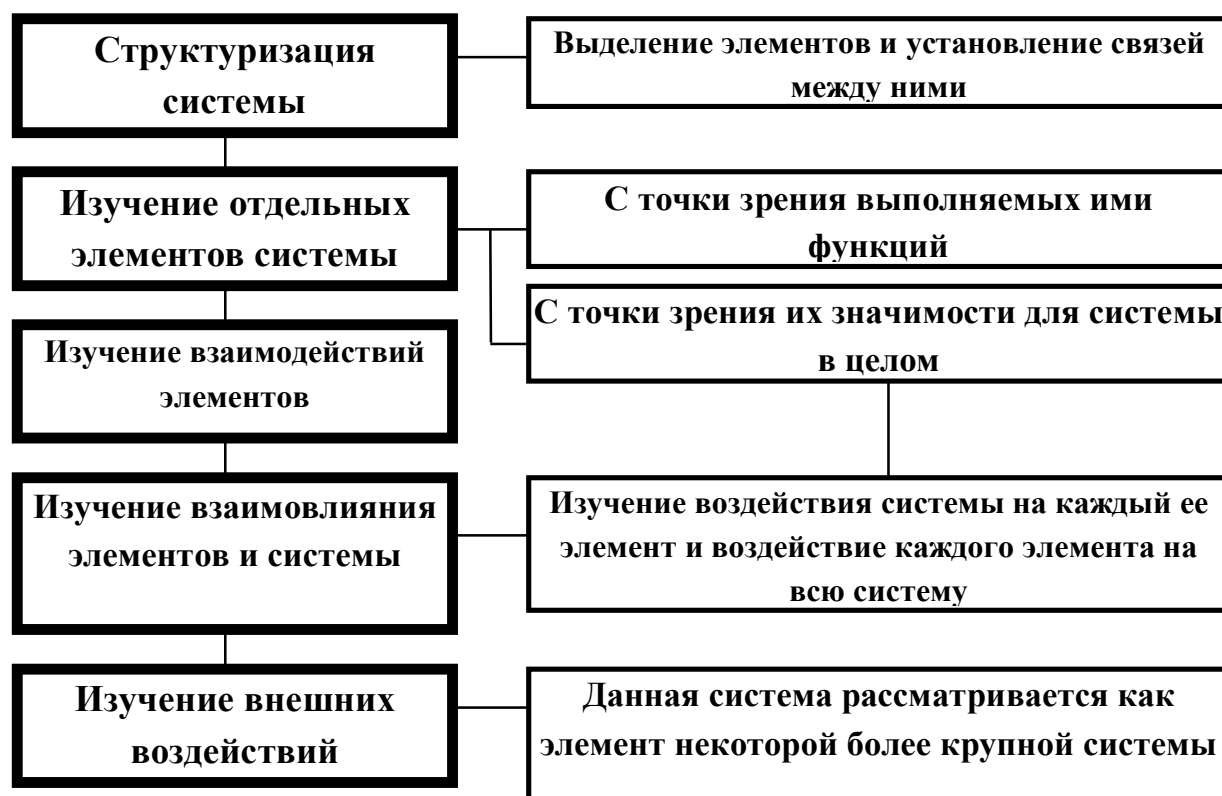 Структуризация
системы
Выделение элементов и установление связей
между ними
Изучение отдельных
элементов системы
С точки зрения выполняемых ими
функций
С точки зрения их значимости для системы
в целом
Изучение взаимодействий
элементов
Изучение взаимовлияния
элементов и системы
Изучение воздействия системы на каждый ее
элемент и воздействие каждого элемента на
всю систему
Изучение внешних
воздействий
Данная система рассматривается как
элемент некоторой более крупной системы